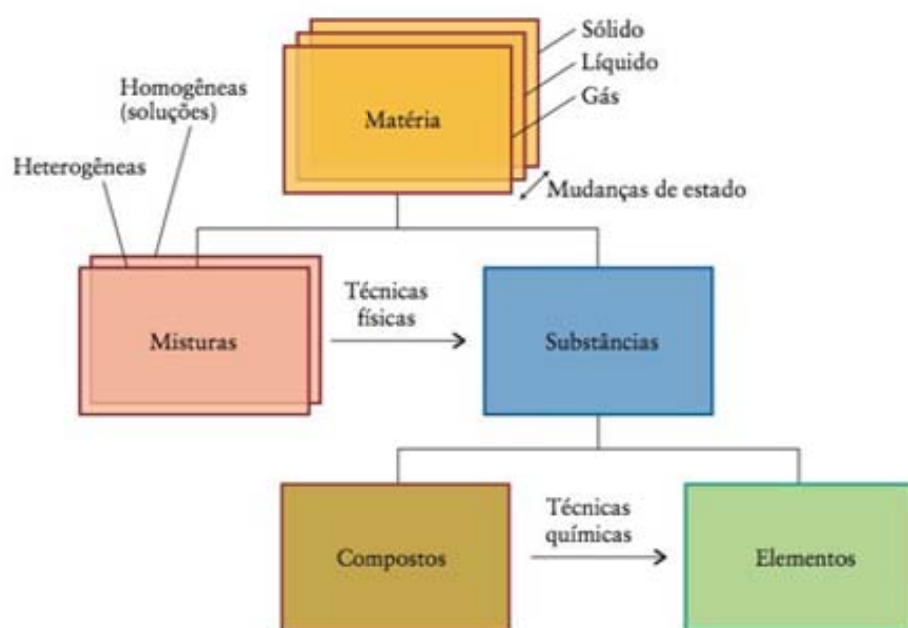 Sólido
Líquido
Gás
Matéria
Mudanças de estado
Homogêneas
(soluções)
Heterogêneas
Misturas
Técnicas
físicas
Substâncias
Compostos
Técnicas
químicas
Elementos